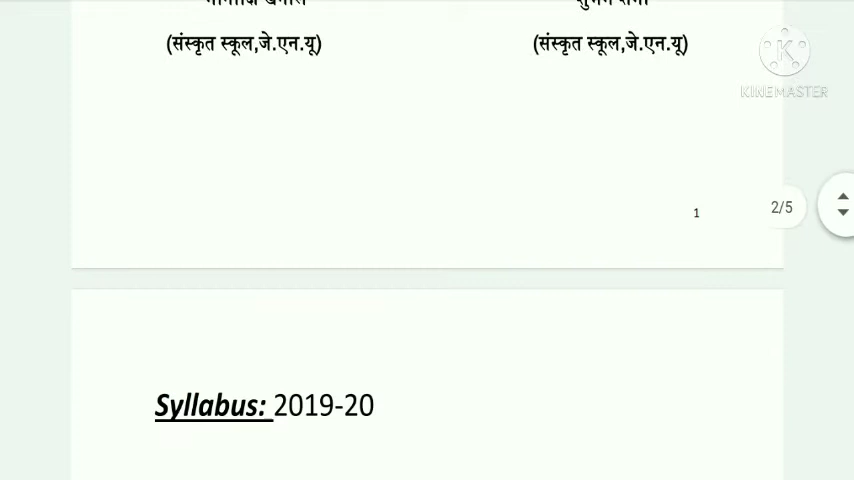 (संस्कृत स्कूल,जे.एन.यू) (संस्कृत स्कूल,जे.एन.यू)
K
KINEMASTER
1
2/5
Syllabus: 2019-20